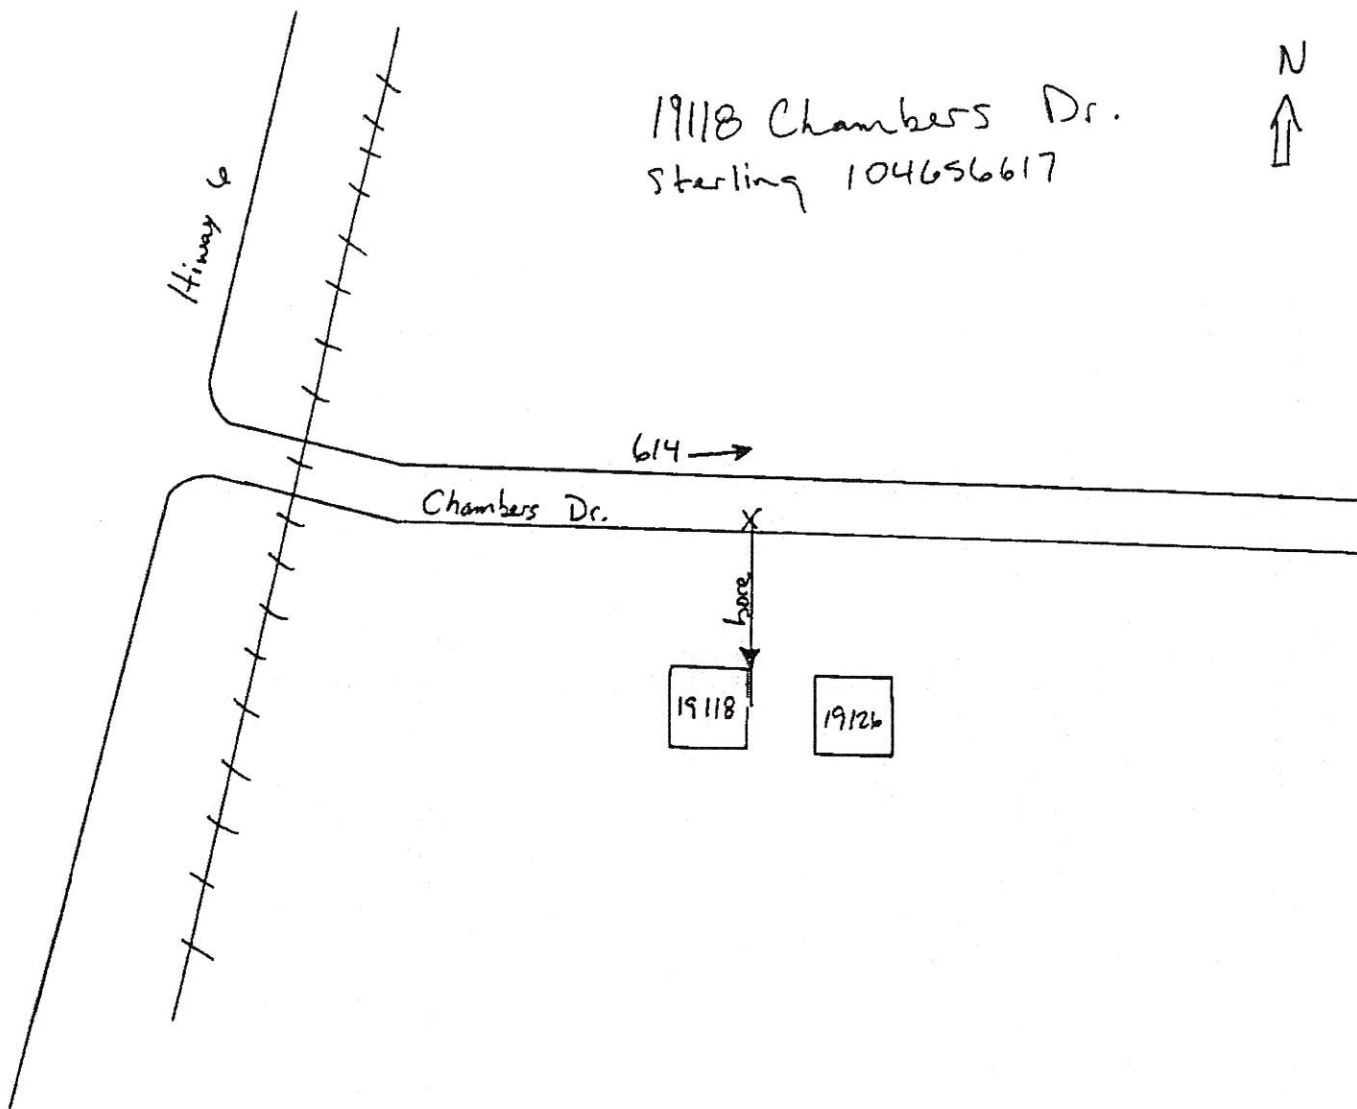 19118 Chambers Dr.
Sterling 104656617
N
Hiway 6
614
Chambers Dr.
x
bore
19118
19126